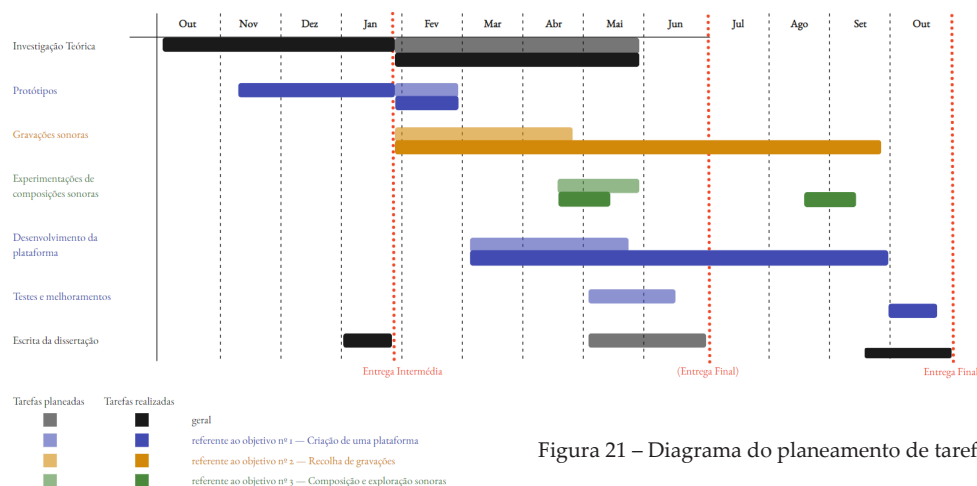 Out Nov Dez Jan Fev Mar Abr Mai Jun Jul Ago Set Out
Investigação Teórica
Protótipos
Gravações sonoras
Experimentações de
composições sonoras
Desenvolvimento da
plataforma
Testes e melhoramentos
Escrita da dissertação
Entrega Intermédia (Entrega Final) Entrega Final
Tarefas planeadas Tarefas realizadas
geral
referente ao objetivo nº 1 — Criação de uma plataforma
referente ao objetivo nº 2 — Recolha de gravações
referente ao objetivo nº 3 — Composição e exploração sonoras
Figura 21 – Diagrama do planeamento de taref